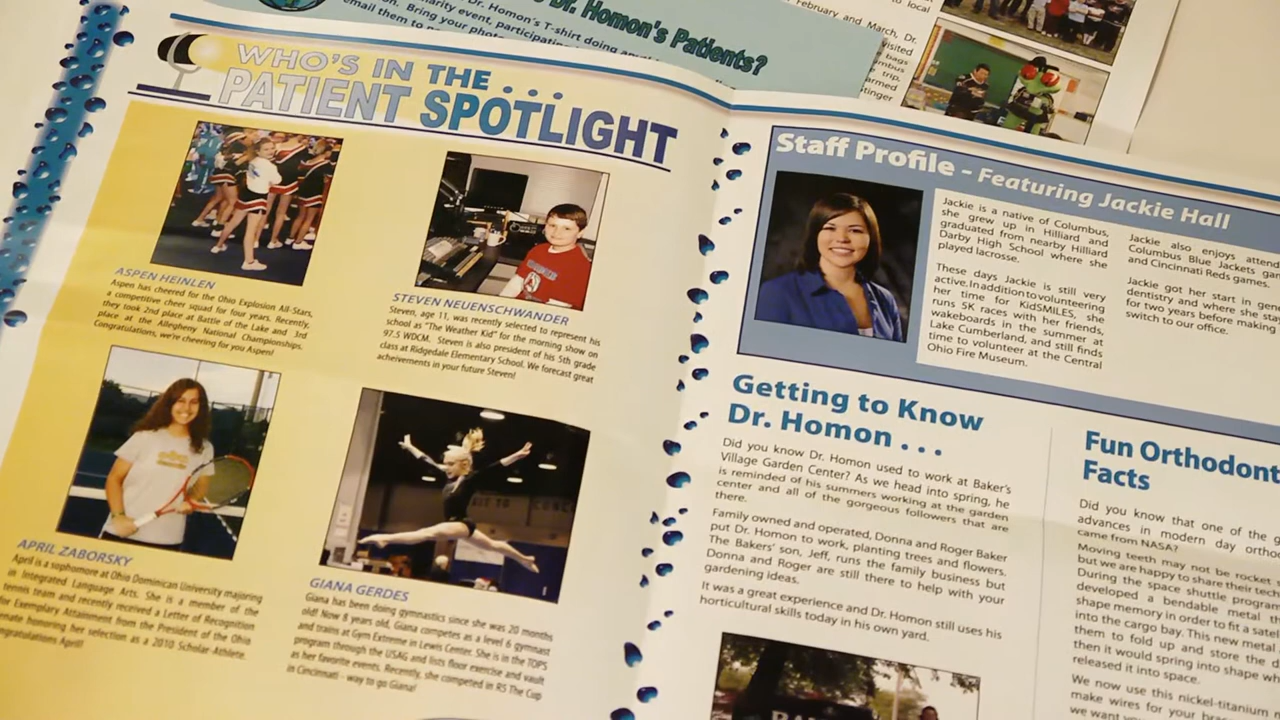 Dr. Homon's Patients?
Dr. Homon's T-shirt doing
Bring your
email them to
February and March, Dr.
visited
bags
trip,
WHO'S IN THE . . . .
PATIENT SPOTLIGHT
ASPEN HEINLEN
Aspen has cheered for the Ohio Explosion All-Stars,
a competitive cheer squad for four years. Recently,
they took 2nd place at Battle of the Lake and 3rd
place at the Allegheny National Championships.
Congratulations, we're cheering for you Aspen!
STEVEN NEUENSCHWANDER
Steven, age 11, was recently selected to represent his
school as "The Weather Kid" for the morning show on
97.5 WDCM. Steven is also president of his 5th grade
class at Ridgedale Elementary School. We forecast great
acheivements in your future Steven!
APRIL ZABORSKY
April is a sophomore at Ohio Dominican University majoring
in Integrated Language Arts. She is a member of the
tennis team and recently received a Letter of Recognition
for Exemplary Attainment from the President of the Ohio
honoring her selection as a 2010 Scholar-Athlete.
April!
GIANA GERDES
Giana has been doing gymnastics since she was 20 months
old! Now 8 years old, Giana competes as a level 6 gymnast
and trains at Gym Extreme in Lewis Center. She is in the TOPS
program through the USAG and lists floor exercise and vault
as her favorite events. Recently, she competed in RS The Cup
in Cincinnati - way to go Giana!
Staff Profile - Featuring Jackie Hall
Jackie is a native of Columbus,
she grew up in Hilliard and
graduated from nearby Hilliard
Darby High School where she
played lacrosse.
These days Jackie is still very
active. In addition to volunteering
her time for KidSMILES, she
runs 5K races with her friends,
wakeboards in the summer at
Lake Cumberland, and still finds
time to volunteer at the Central
Ohio Fire Museum.
Jackie also enjoys
Columbus Blue Jackets
and Cincinnati Reds games.
Jackie got her start in
dentistry and where she
for two years before making
switch to our office.
Getting to Know
Dr. Homon . . .
Did you know Dr. Homon used to work at Baker's
Village Garden Center? As we head into spring, he
is reminded of his summers working at the garden
center and all of the gorgeous followers that are
there.
Family owned and operated, Donna and Roger Baker
put Dr. Homon to work, planting trees and flowers.
The Bakers' son, Jeff, runs the family business but
Donna and Roger are still there to help with your
gardening ideas.
It was a great experience and Dr. Homon still uses his
horticultural skills today in his own yard.
Fun Orthodont
Facts
Did you know that one of the
advances in modern day
came from NASA?
Moving teeth may not be rocket
but we are happy to share their
During the space shuttle
developed a bendable metal
shape memory in order to fit a
into the cargo bay. This new metal
them to fold up and store the
then it would spring into shape
released it into space.
We now use this nickel-titanium
make wires for your
we want